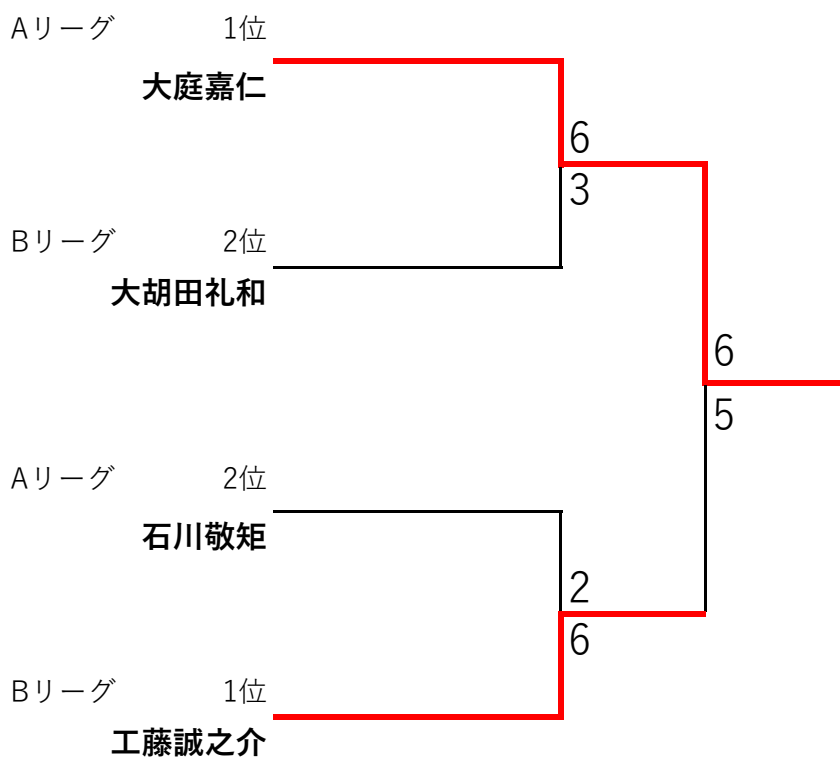 Aリーグ 1位
大庭嘉仁
6
3
Bリーグ 2位
大胡田礼和
6
5
Aリーグ 2位
石川敬矩
2
6
Bリーグ 1位
工藤誠之介